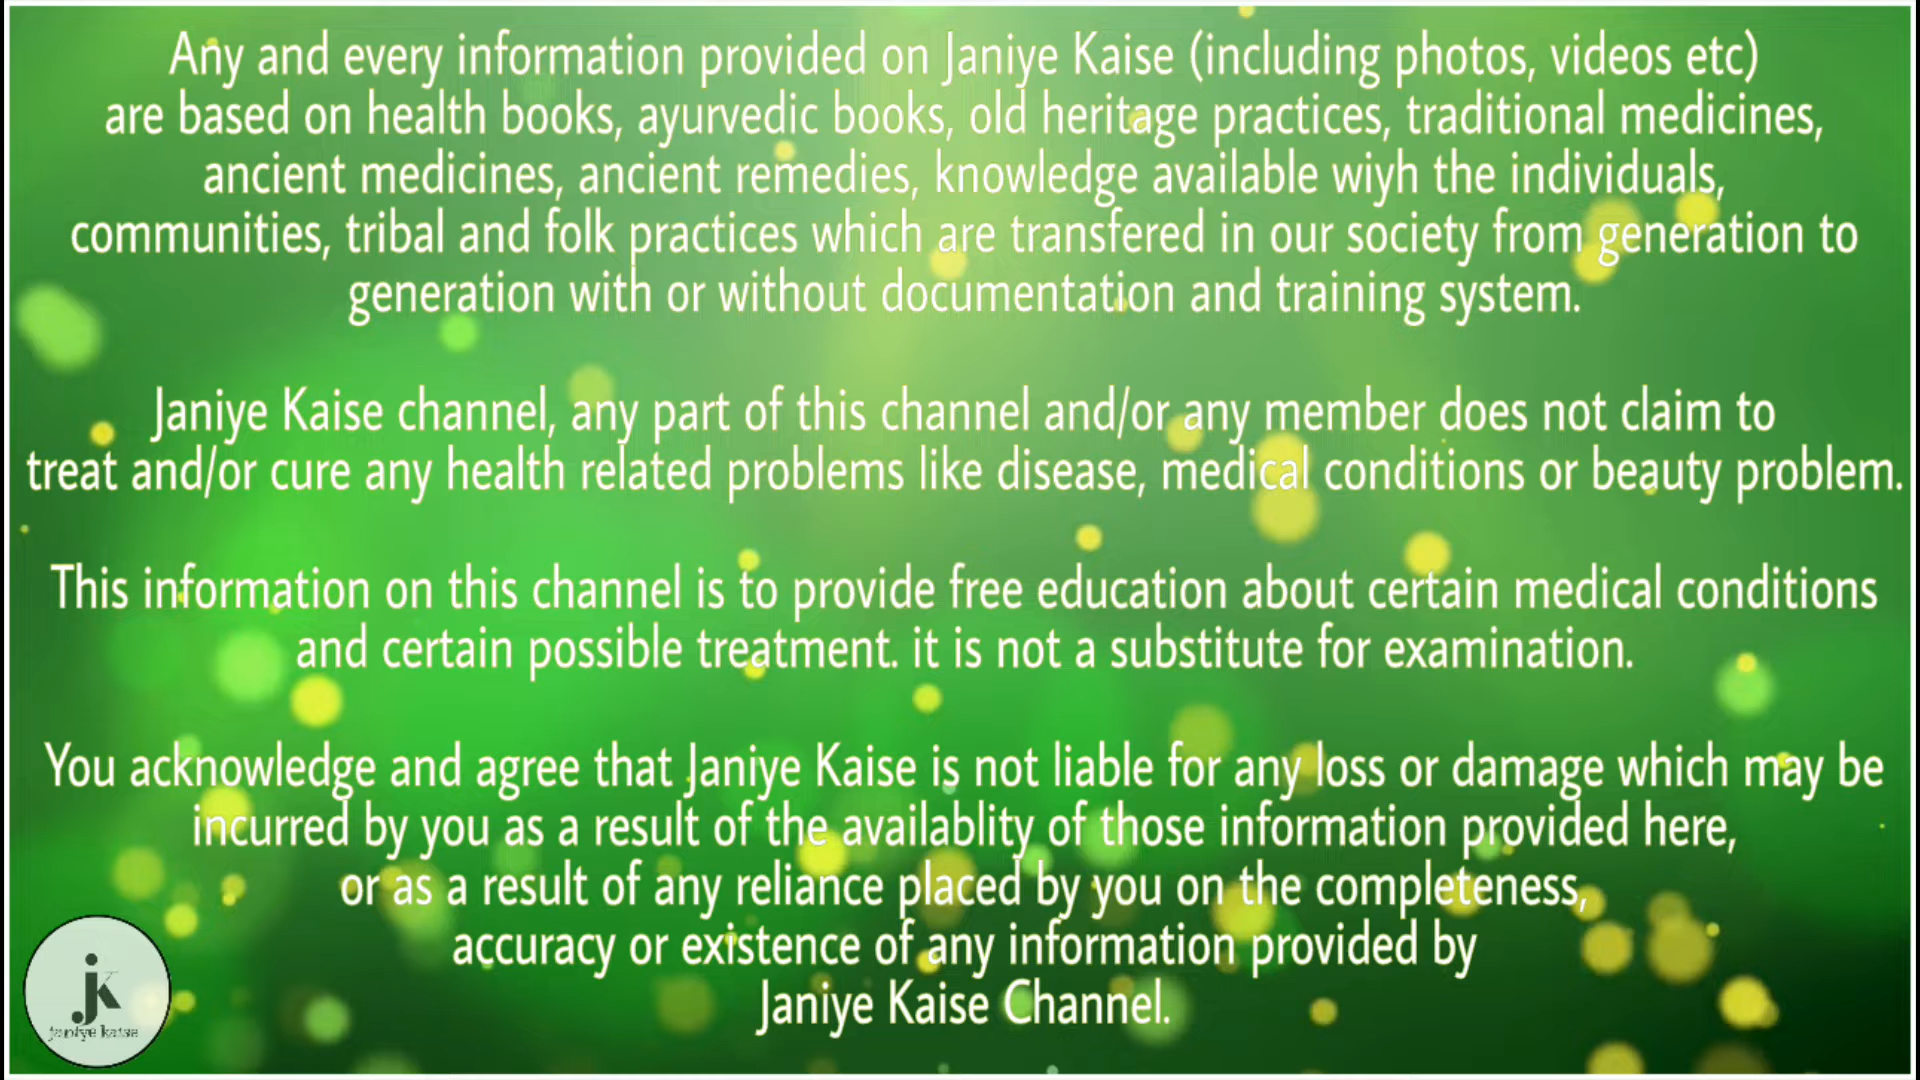 Any and every information provided on Janiye Kaise (including photos, videos etc)
are based on health books, ayurvedic books, old heritage practices, traditional medicines,
ancient medicines, ancient remedies, knowledge available wiyh the individuals,
communities, tribal and folk practices which are transfered in our society from generation to
generation with or without documentation and training system.
Janiye Kaise channel, any part of this channel and/or any member does not claim to
treat and/or cure any health related problems like disease, medical conditions or beauty problem.
This information on this channel is to provide free education about certain medical conditions
and certain possible treatment. it is not a substitute for examination.
You acknowledge and agree that Janiye Kaise is not liable for any loss or damage which may be
incurred by you as a result of the availablity of those information provided here,
or as a result of any reliance placed by you on the completeness,
accuracy or existence of any information provided by
Janiye Kaise Channel.
jk
janiye kaise